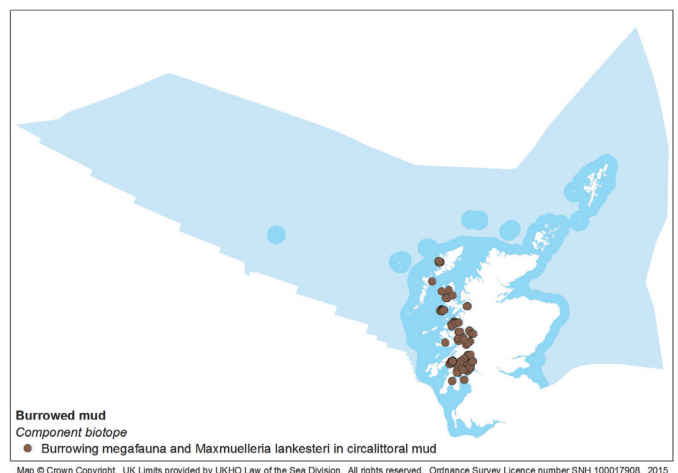 Burrowed mud
Component biotope
Burrowing megafauna and Maxmuelleria lankesteri in circalittoral mud
Map © Crown Copyright. UK Limits provided by UKHO Law of the Sea Division. All rights reserved. Ordnance Survey Licence number SNH 100017908 2015